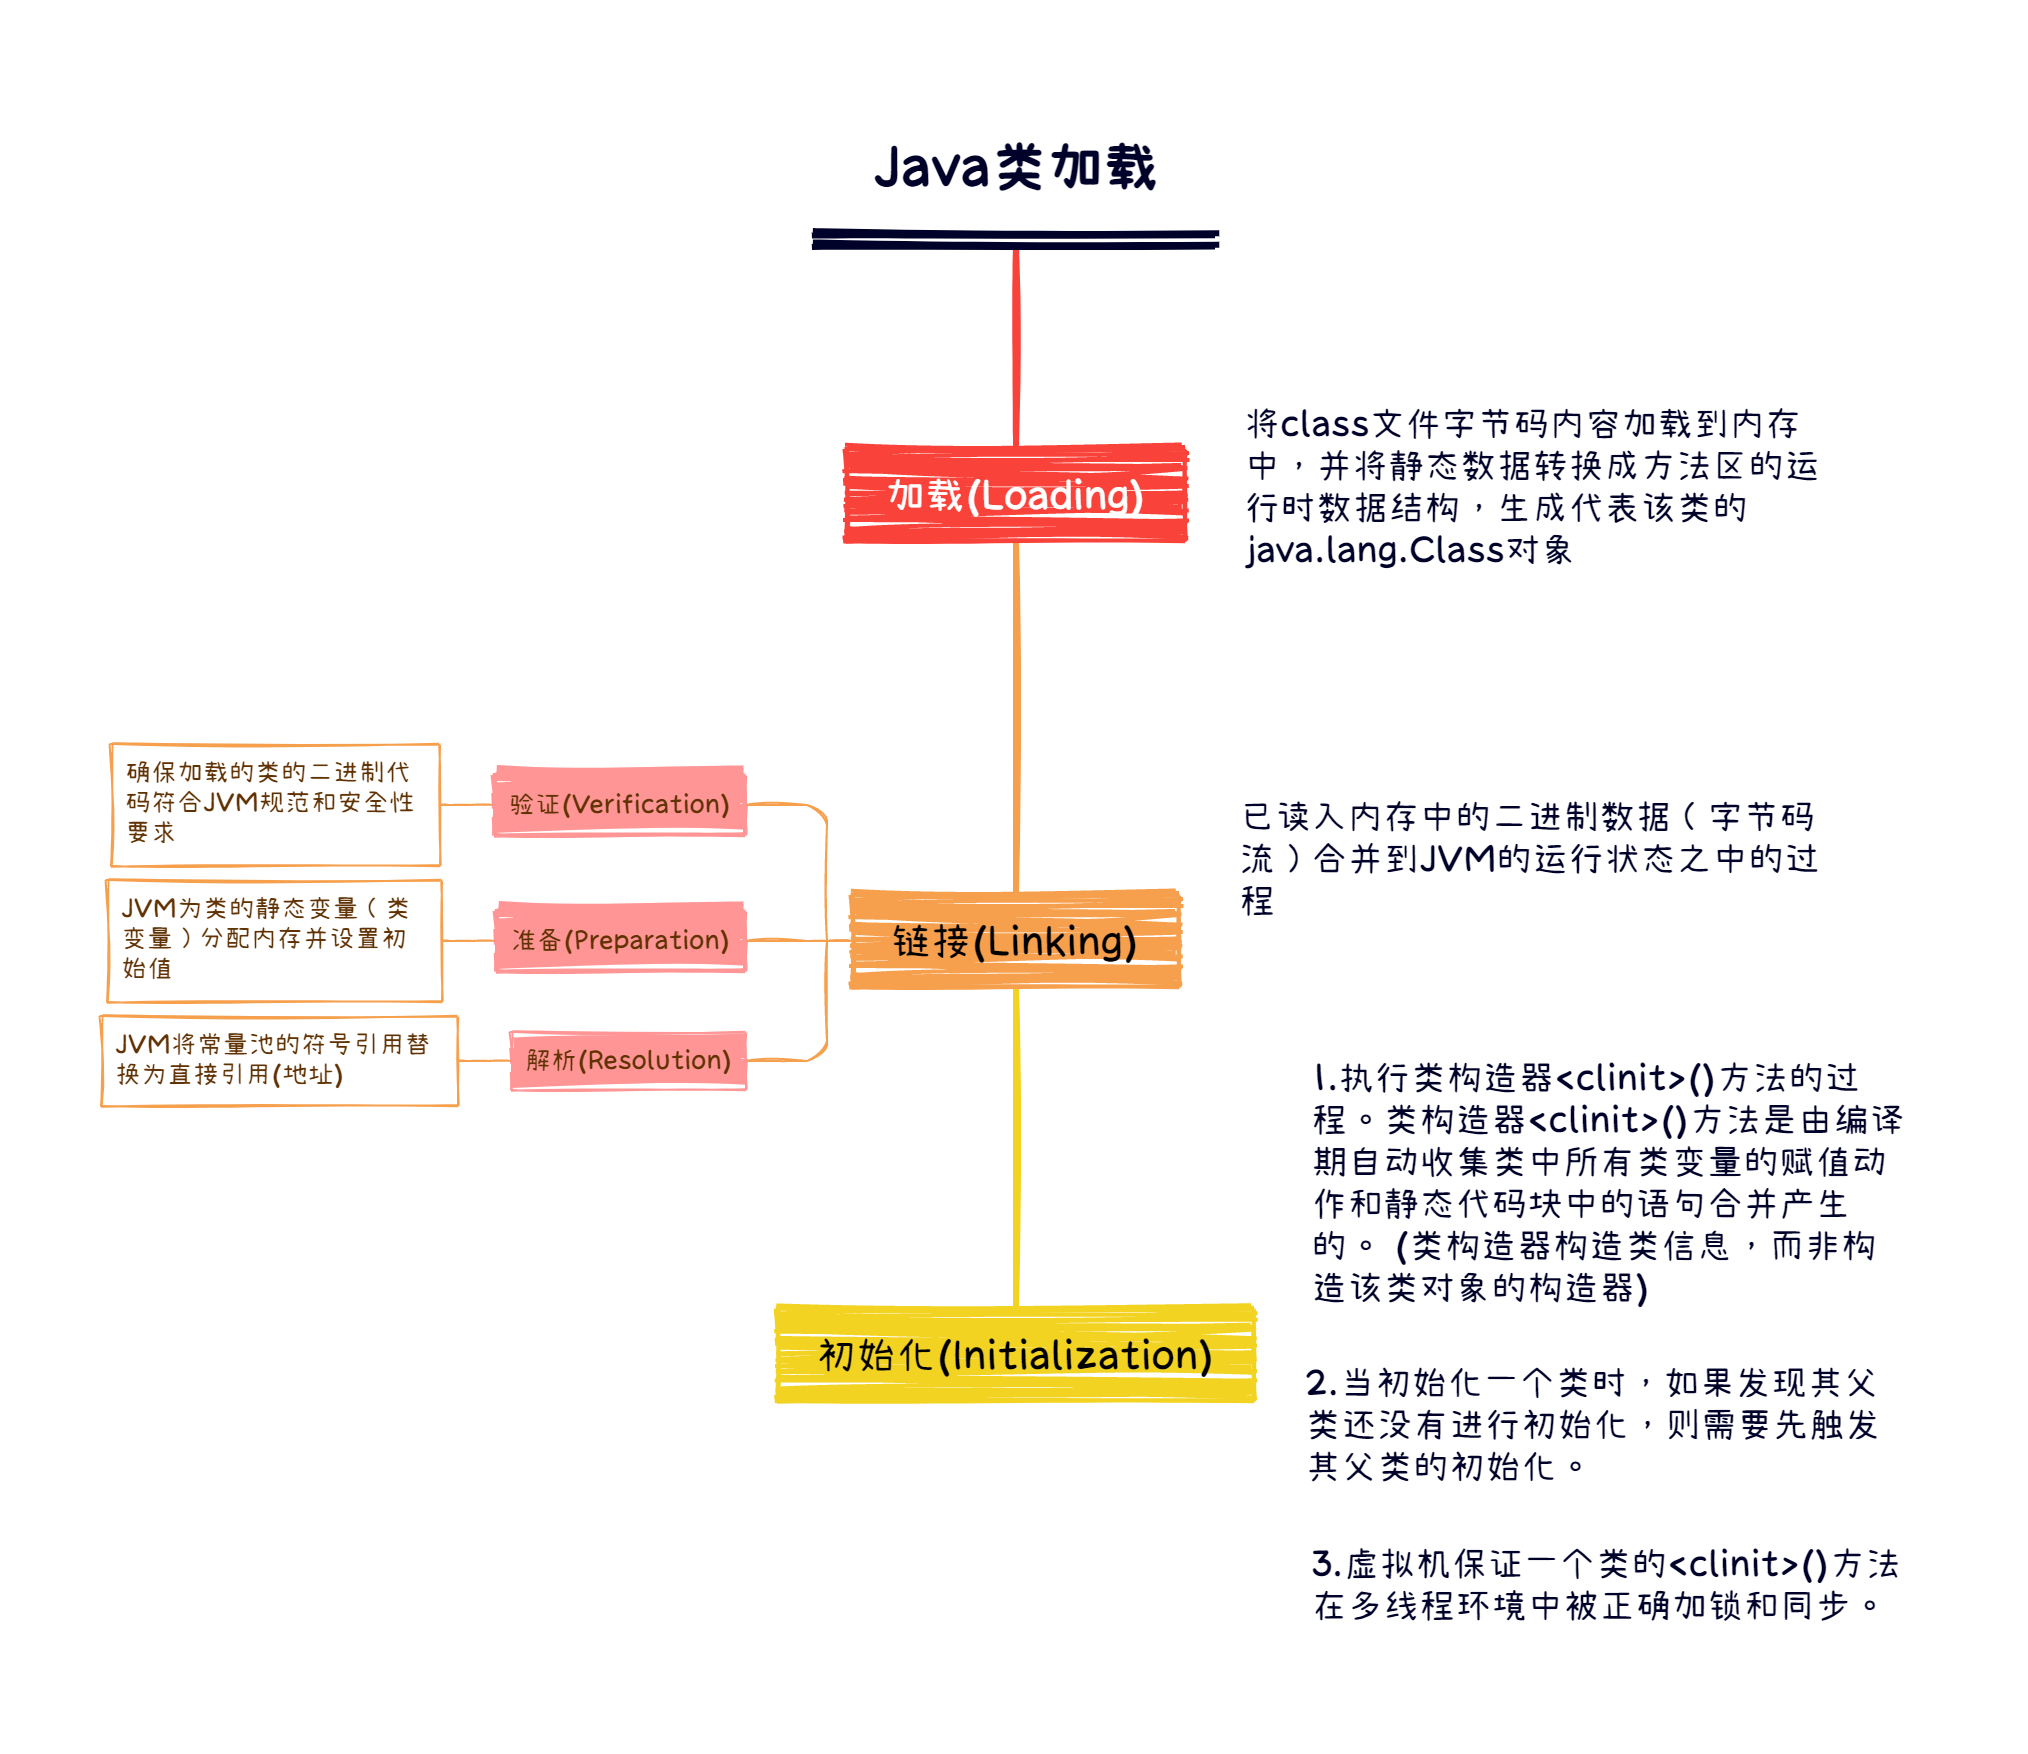 Java类加载
加载(Loading)
将class文件字节码内容加载到内存
中，并将静态数据转换成方法区的运
行时数据结构，生成代表该类的
java.lang.Class对象
链接(Linking)
已读入内存中的二进制数据（字节码
流）合并到JVM的运行状态之中的过
程
验证(Verification)
确保加载的类的二进制代
码符合JVM规范和安全性
要求
准备(Preparation)
JVM为类的静态变量（类
变量）分配内存并设置初
始值
解析(Resolution)
JVM将常量池的符号引用替
换为直接引用(地址)
初始化(Initialization)
1.执行类构造器<clinit>()方法的过
程。类构造器<clinit>()方法是由编译
期自动收集类中所有类变量的赋值动
作和静态代码块中的语句合并产生
的。(类构造器构造类信息，而非构
造该类对象的构造器)
2.当初始化一个类时，如果发现其父
类还没有进行初始化，则需要先触发
其父类的初始化。
3.虚拟机保证一个类的<clinit>()方法
在多线程环境中被正确加锁和同步。